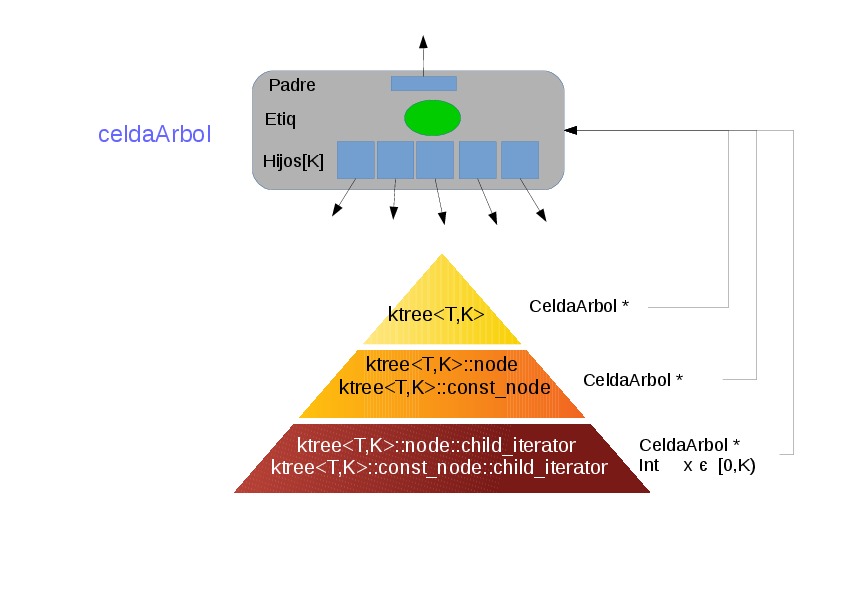 Padre
Etiq
celdaArbol
Hijos[K]
ktree<T,K>
CeldaArbol *
ktree<T,K>::node
ktree<T,K>::const_node
CeldaArbol *
ktree<T,K>::node::child_iterator
ktree<T,K>::const_node::child_iterator
CeldaArbol *
Int x є [0,K)